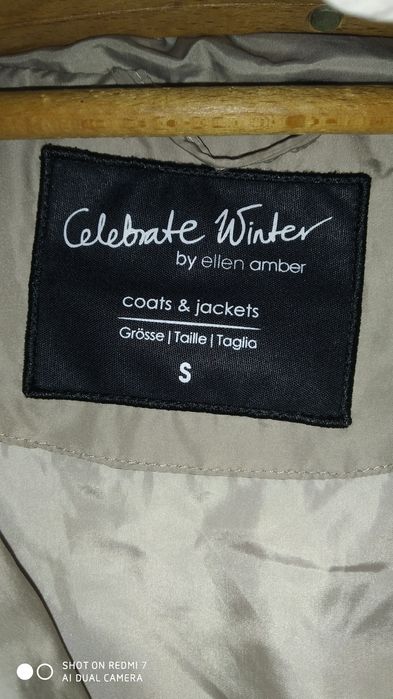 Celebrate Winter
by ellen amber
coats & jackets
Grösse | Taille | Taglia
S
SHOT ON REDMI 7
AI DUAL CAMERA